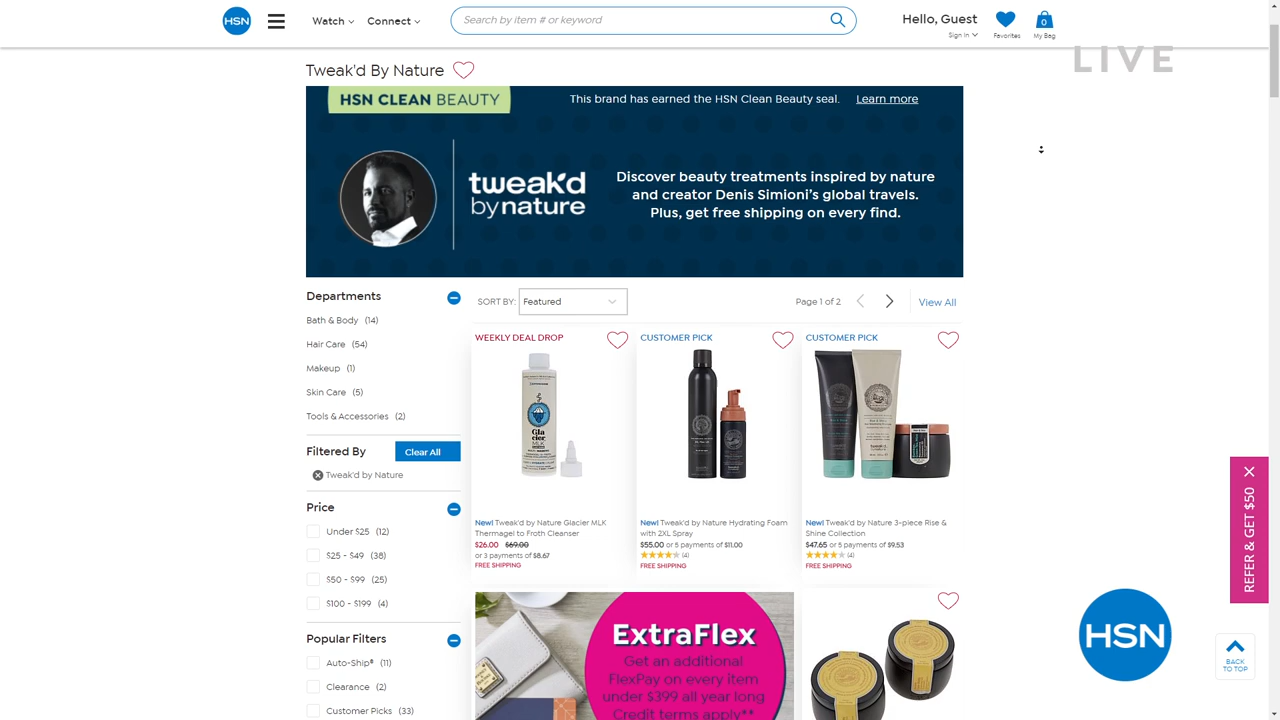 HSN
Watch
Connect
Search by item # or keyword
Hello, Guest
Sign In
Favorites
0
My Bag
LIVE
Tweak'd By Nature
HSN CLEAN BEAUTY
This brand has earned the HSN Clean Beauty seal. Learn more
tweak'd
by nature
Discover beauty treatments inspired by nature
and creator Denis Simioni's global travels.
Plus, get free shipping on every find.
Departments
Bath & Body (14)
Hair Care (54)
Makeup (1)
Skin Care (5)
Tools & Accessories (2)
Filtered By
Clear All
Tweak'd by Nature
Price
Under $25 (12)
$25 - $49 (38)
$50 - $99 (25)
$100 - $199 (4)
Popular Filters
Auto-Ship® (11)
Clearance (2)
Customer Picks (33)
SORT BY: Featured
Page 1 of 2
View All
WEEKLY DEAL DROP
Glacier
MLK
New! Tweak'd by Nature Glacier MLK
Thermagel to Froth Cleanser
$26.00 $69.00
or 3 payments of $8.67
FREE SHIPPING
CUSTOMER PICK
New! Tweak'd by Nature Hydrating Foam
with 2XL Spray
$55.00 or 5 payments of $11.00
(4)
FREE SHIPPING
CUSTOMER PICK
New! Tweak'd by Nature 3-piece Rise &
Shine Collection
$47.65 or 5 payments of $9.53
(4)
FREE SHIPPING
ExtraFlex
Get an additional
FlexPay on every item
under $399 all year long
Credit terms apply**
REFER & GET $50
HSN
BACK
TO TOP